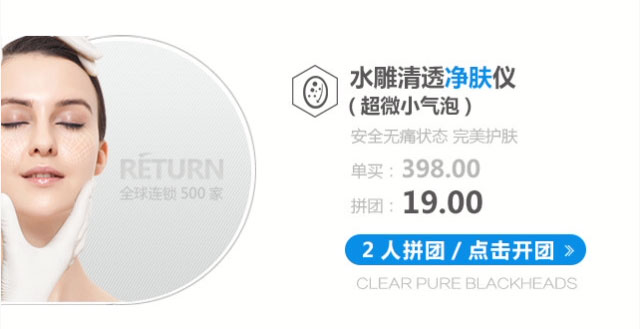 水雕清透净肤仪
（超微小气泡）
安全无痛状态 完美护肤
RÉTURN
全球连锁 500 家
单买：398.00
拼团：19.00
2 人拼团 / 点击开团 »
CLEAR PURE BLACKHEADS